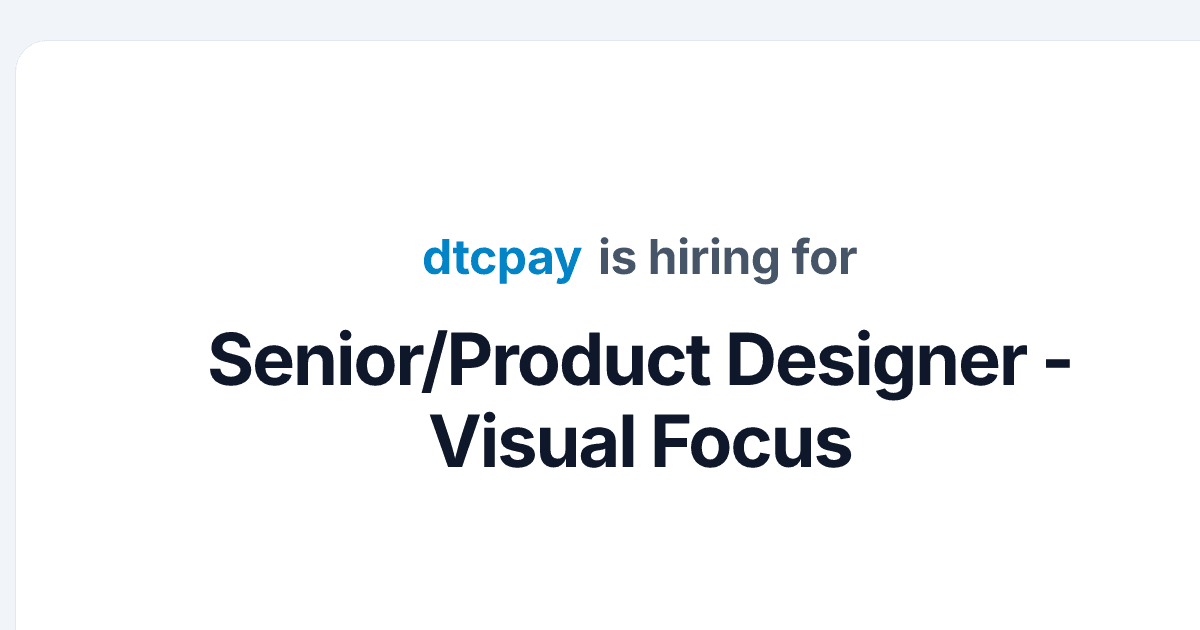 dtcpay is hiring for
Senior/Product Designer -
Visual Focus